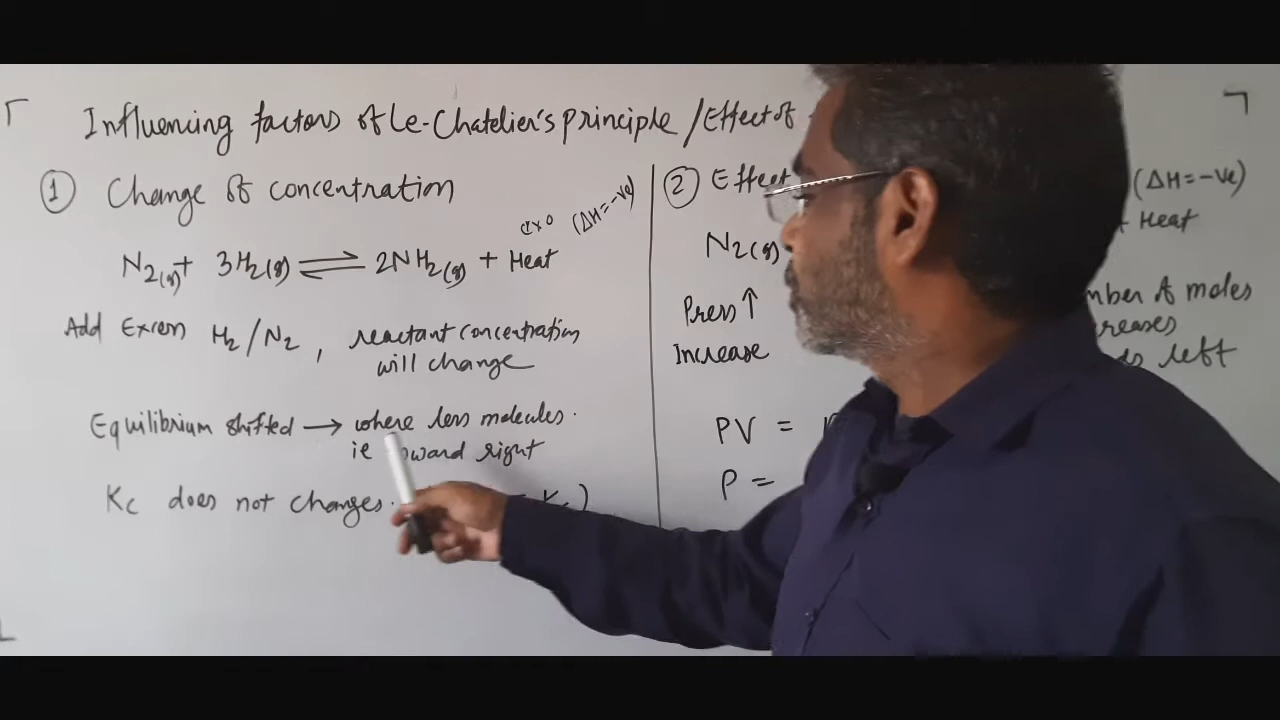 Influencing factors of Le-Chatelier's principle / Effect of
① Change of concentration
exo (ΔH=-ve)
N2(g) + 3H2(g) ⇌ 2NH2(g) + Heat
Add Excess H2/N2, reactant concentration
will change
Equilibrium shifted → where less molecules.
ie toward right
Kc does not changes.
② Effect
(ΔH=-ve)
N2(g)
+ Heat
Press ↑
Increase
number of moles
left
PV =
P =